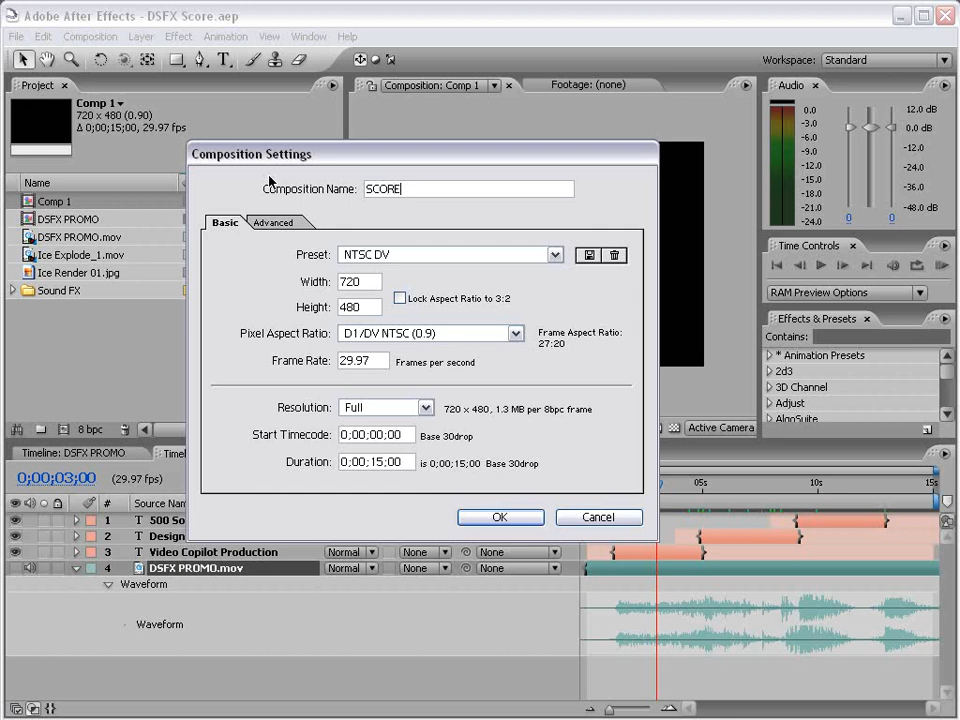 Adobe After Effects - DSFX Score.aep
File Edit Composition Layer Effect Animation View Window Help
Workspace: Standard
Project
Composition: Comp 1
Footage: (none)
Audio
Comp 1
720 x 480 (0.90)
Δ 0;00;15;00, 29.97 fps
0.0
-3.0
-6.0
-9.0
-12.0
-15.0
-18.0
-21.0
-24.0
12.0 dB
0.0 dB
-12.0
-24.0
-36.0
-48.0 dB
0 0
Name
Comp 1
DSFX PROMO
DSFX PROMO.mov
Ice Explode_1.mov
Ice Render 01.jpg
Sound FX
8 bpc
Composition Settings
Composition Name: SCORE
Basic Advanced
Preset: NTSC DV
Width: 720
Height: 480
Lock Aspect Ratio to 3:2
Pixel Aspect Ratio: D1/DV NTSC (0.9)
Frame Aspect Ratio:
27:20
Frame Rate: 29.97 Frames per second
Resolution: Full 720 x 480, 1.3 MB per 8bpc frame
Start Timecode: 0;00;00;00 Base 30drop
Duration: 0;00;15;00 is 0;00;15;00 Base 30drop
OK Cancel
Time Controls
RAM Preview Options
Effects & Presets
Contains:
* Animation Presets
2d3
3D Channel
Adjust
AlgoSuite
Active Camera
Timeline: DSFX PROMO
Timel
0;00;03;00 (29.97 fps)
05s 10s 15s
# Source Na
1 T 500 So
2 T Design
3 T Video Copilot Production Normal None None
4 DSFX PROMO.mov Normal None None
Waveform
Waveform